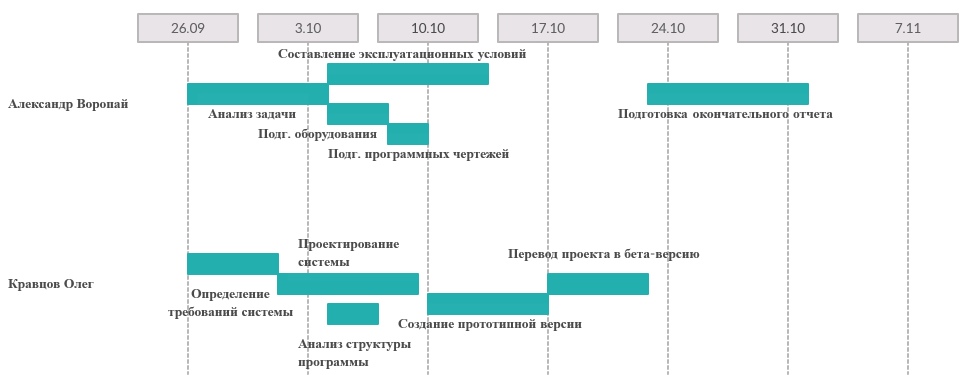 26.09 3.10 10.10 17.10 24.10 31.10 7.11
Составление эксплуатационных условий
Александр Воропай
Анализ задачи
Подготовка окончательного отчета
Подг. оборудования
Подг. программных чертежей
Проектирование
системы
Перевод проекта в бета-версию
Кравцов Олег
Определение
требований системы
Создание прототипной версии
Анализ структуры
программы